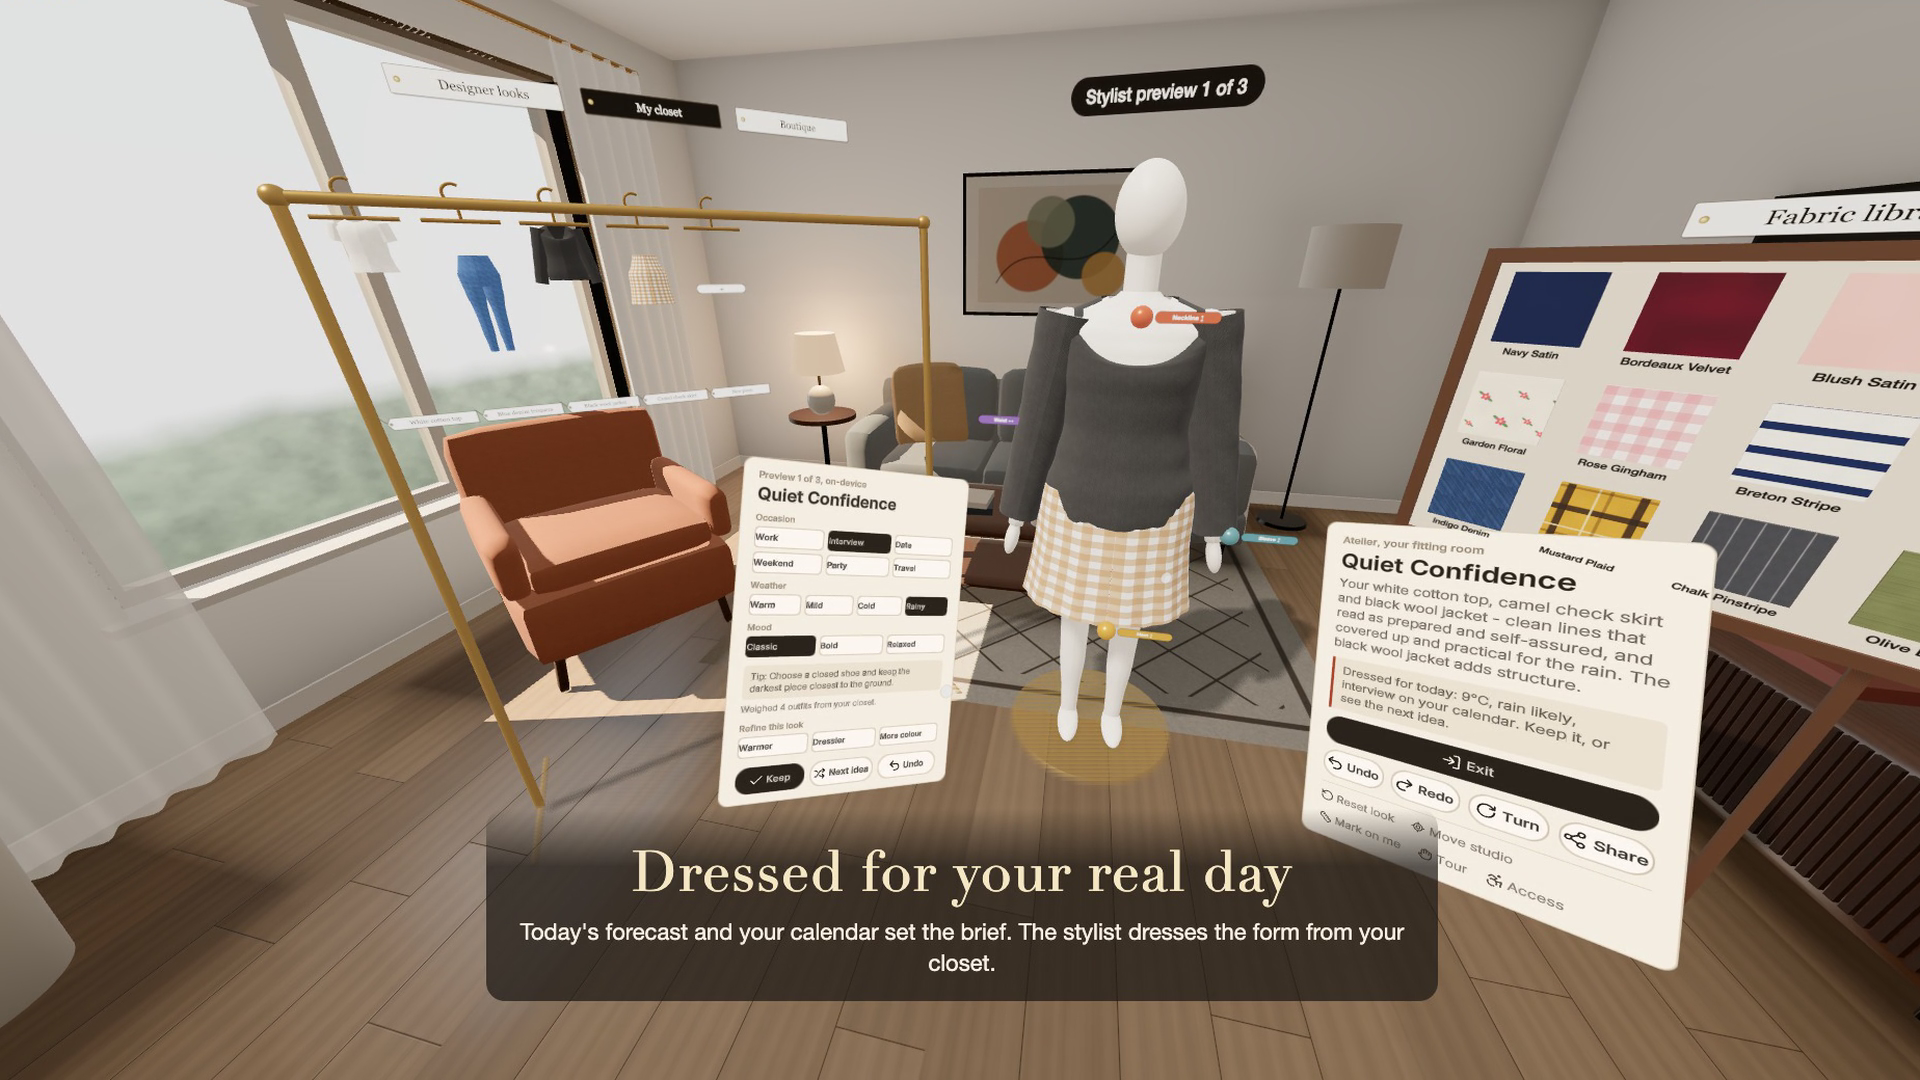 Designer looks
My closet
Boutique
Stylist preview 1 of 3
Fabric libr
Navy Satin
Bordeaux Velvet
Blush Satin
Garden Floral
Rose Gingham
Breton Stripe
Indigo Denim
Mustard Plaid
Chalk Pinstripe
Olive
Neckline
White cotton top
Preview 1 of 3, on-device
Quiet Confidence
Occasion
Work
Interview
Date
Weekend
Party
Travel
Weather
Warm
Mild
Cold
Rainy
Mood
Classic
Bold
Relaxed
Tip: Choose a closed shoe and keep the
darkest piece closest to the ground.
Weighed 4 outfits from your closet.
Refine this look
Warmer
Dressier
More colour
Keep
Next idea
Undo
Atelier, your fitting room
Quiet Confidence
Your white cotton top, camel check skirt
and black wool jacket - clean lines that
read as prepared and self-assured, and
covered up and practical for the rain. The
black wool jacket adds structure.
Dressed for today: 9°C, rain likely,
interview on your calendar. Keep it, or
see the next idea.
Exit
Undo
Redo
Turn
Share
Reset look
Move studio
Mark on me
Tour
Access
Dressed for your real day
Today's forecast and your calendar set the brief. The stylist dresses the form from your
closet.